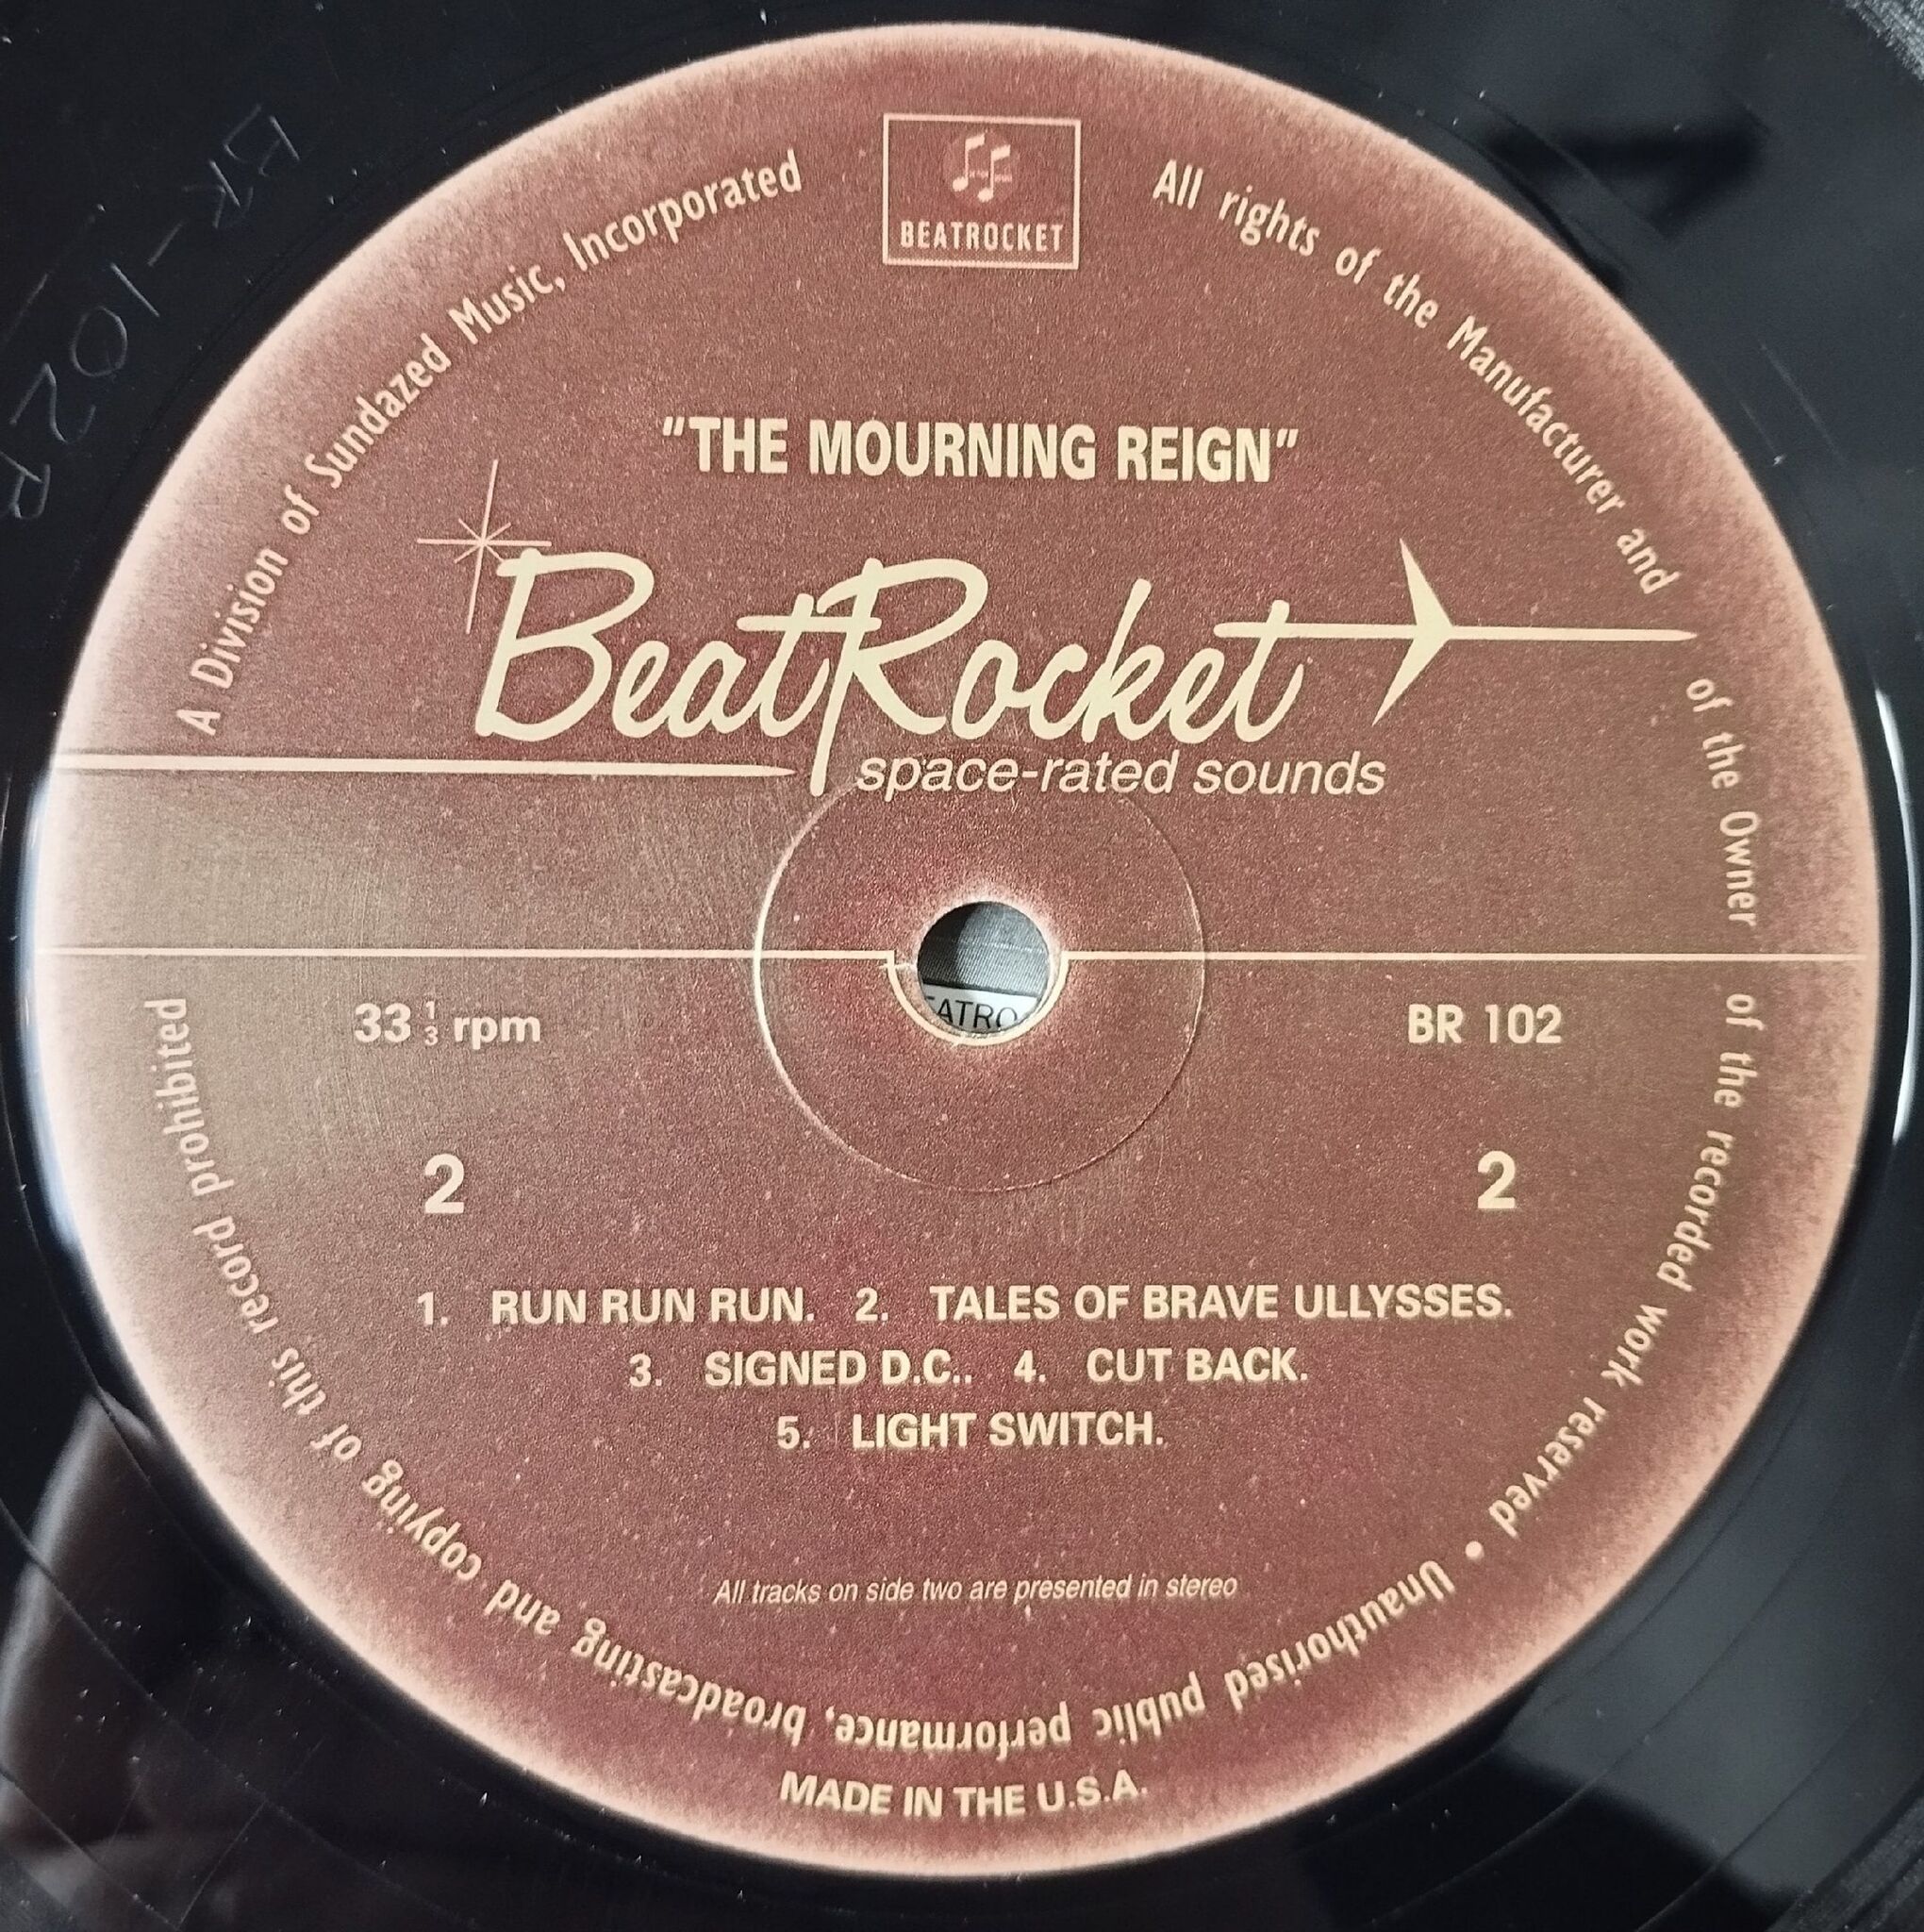 BEATROCKET
A Division of Sundazed Music, Incorporated
All rights of the Manufacturer and of the Owner of the recorded work reserved • Unauthorised public performance, broadcasting and copying of this record prohibited
"THE MOURNING REIGN"
BeatRocket
space-rated sounds
ATRO
33 1/3 rpm
BR 102
2
2
1. RUN RUN RUN. 2. TALES OF BRAVE ULLYSSES.
3. SIGNED D.C.. 4. CUT BACK.
5. LIGHT SWITCH.
All tracks on side two are presented in stereo
MADE IN THE U.S.A.
BR-102